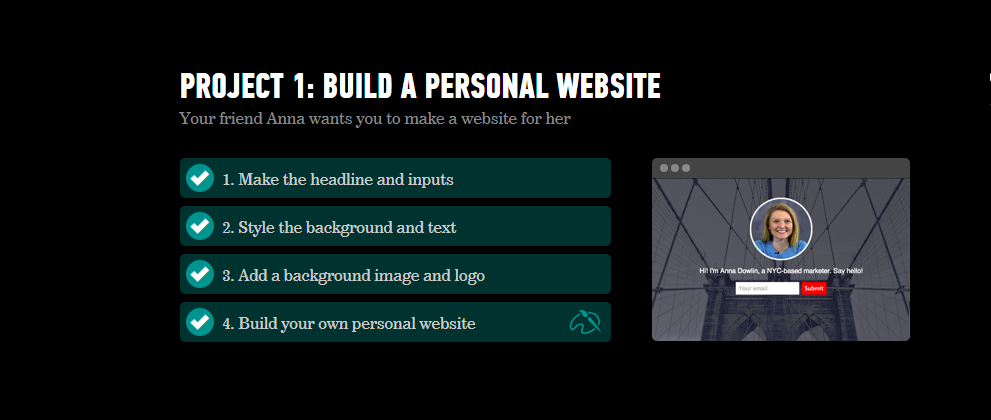 PROJECT 1: BUILD A PERSONAL WEBSITE
Your friend Anna wants you to make a website for her
1. Make the headline and inputs
2. Style the background and text
3. Add a background image and logo
4. Build your own personal website
Hi! I'm Anna Dowlin, a NYC-based marketer. Say hello!
Your email
Submit